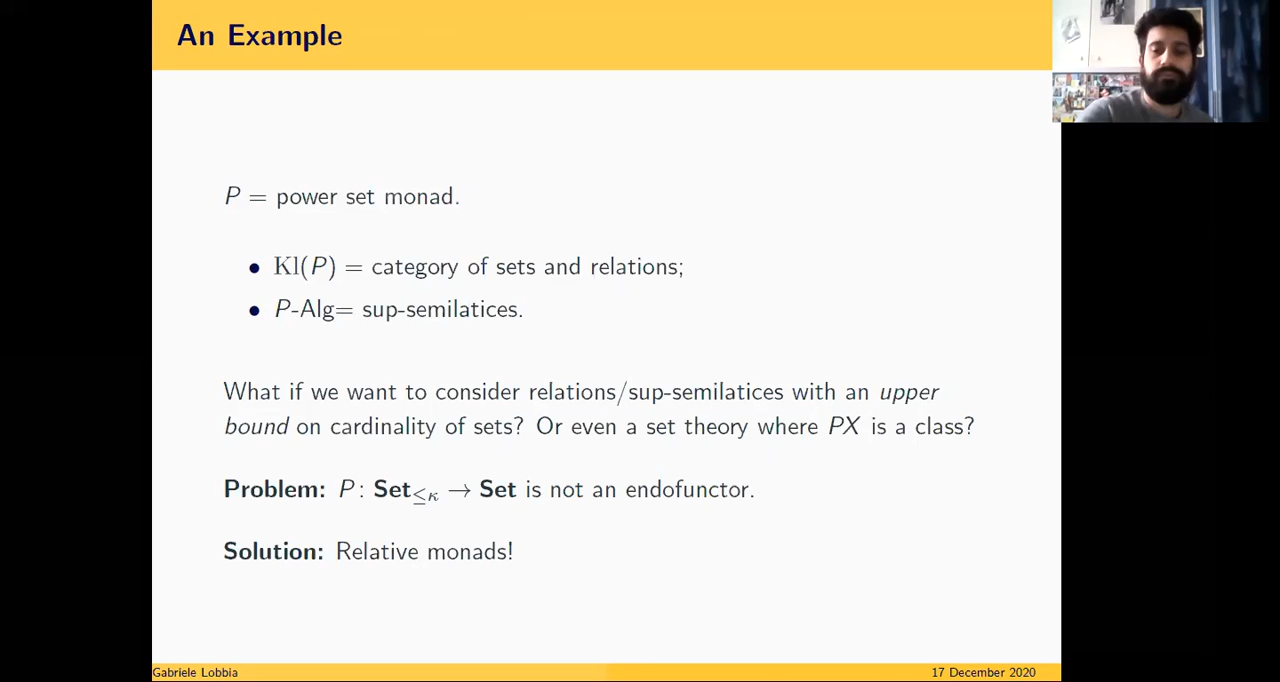 An Example
P = power set monad.
• Kl(P) = category of sets and relations;
• P-Alg= sup-semilatices.
What if we want to consider relations/sup-semilatices with an upper
bound on cardinality of sets? Or even a set theory where PX is a class?
Problem: P : Set≤κ → Set is not an endofunctor.
Solution: Relative monads!
Gabriele Lobbia
17 December 2020